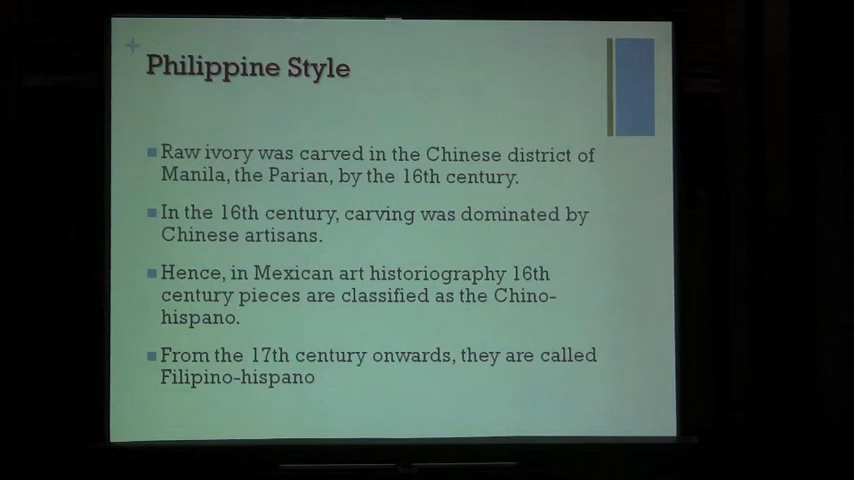 Philippine Style
Raw ivory was carved in the Chinese district of
Manila, the Parian, by the 16th century.
In the 16th century, carving was dominated by
Chinese artisans.
Hence, in Mexican art historiography 16th
century pieces are classified as the Chino-
hispano.
From the 17th century onwards, they are called
Filipino-hispano